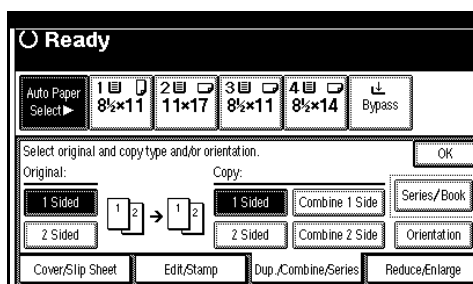 Ready
Auto Paper Select▶
1 8½×11
2 11×17
3 8½×11
4 8½×14
Bypass
Select original and copy type and/or orientation.
OK
Original:
Copy:
1 Sided
1 2 → 1 2
1 Sided
Combine 1 Side
Series/Book
2 Sided
2 Sided
Combine 2 Side
Orientation
Cover/Slip Sheet
Edit/Stamp
Dup./Combine/Series
Reduce/Enlarge